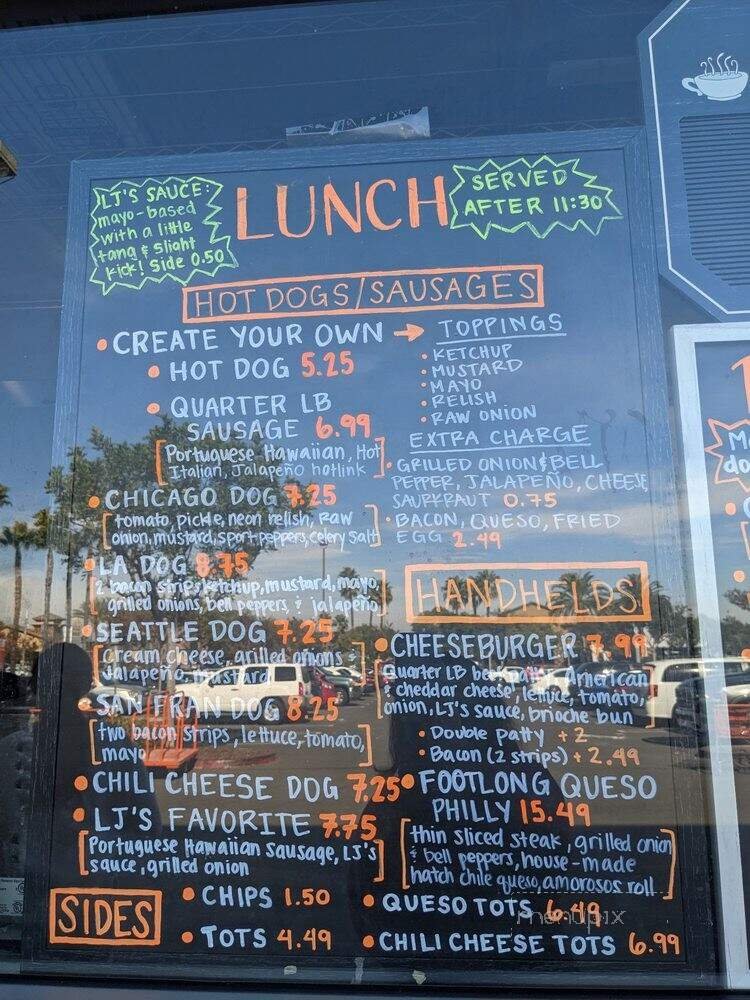 LJ'S SAUCE:
mayo-based
with a little
tang & slight
kick! Side 0.50
LUNCH
SERVED
AFTER 11:30
HOT DOGS/SAUSAGES
• CREATE YOUR OWN →
• HOT DOG 5.25
• QUARTER LB
SAUSAGE 6.99
[Portuguese Hawaiian, Hot
Italian, Jalapeño hotlink]
• CHICAGO DOG 7.25
[tomato, pickle, neon relish, raw
onion, mustard, sport peppers, celery salt]
• LA DOG 8.75
[2 bacon strips, ketchup, mustard, mayo,
grilled onions, bell peppers, & jalapeño]
• SEATTLE DOG 7.25
[Cream cheese, grilled onions
Jalapeño, mustard]
• SAN FRAN DOG 8.25
[two bacon strips, lettuce, tomato,
mayo]
• CHILI CHEESE DOG 7.25
• LJ'S FAVORITE 7.75
[Portuguese Hawaiian Sausage, LJ's
sauce, grilled onion]
TOPPINGS
• KETCHUP
• MUSTARD
• MAYO
• RELISH
• RAW ONION
EXTRA CHARGE
• GRILLED ONION & BELL
PEPPER, JALAPEÑO, CHEESE
SAURKRAUT 0.75
• BACON, QUESO, FRIED
EGG 2.49
HANDHELDS
• CHEESEBURGER 7.99
[Quarter LB beef patty, American
& cheddar cheese, lettuce, tomato,
onion, LJ's sauce, brioche bun]
• Double patty +2
• Bacon (2 strips) +2.49
• FOOTLONG QUESO
PHILLY 15.49
[thin sliced steak, grilled onion
& bell peppers, house-made
hatch chile queso, amorosos roll]
SIDES
• CHIPS 1.50
• TOTS 4.49
• QUESO TOTS 6.49
• CHILI CHEESE TOTS 6.99
menupix